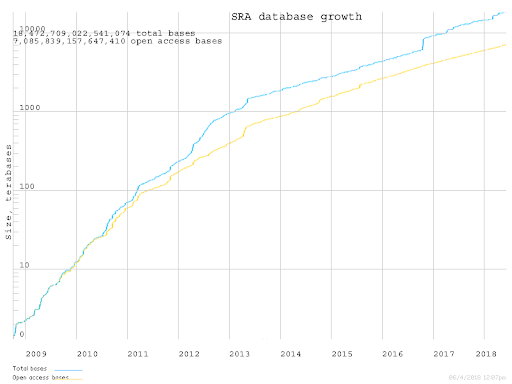 SRA database growth
18,472,709,022,541,074 total bases
7,085,839,157,647,410 open access bases
1000
100
10
0
Size, terabases
2009 2010 2011 2012 2013 2014 2015 2016 2017 2018
Total bases
Open access bases